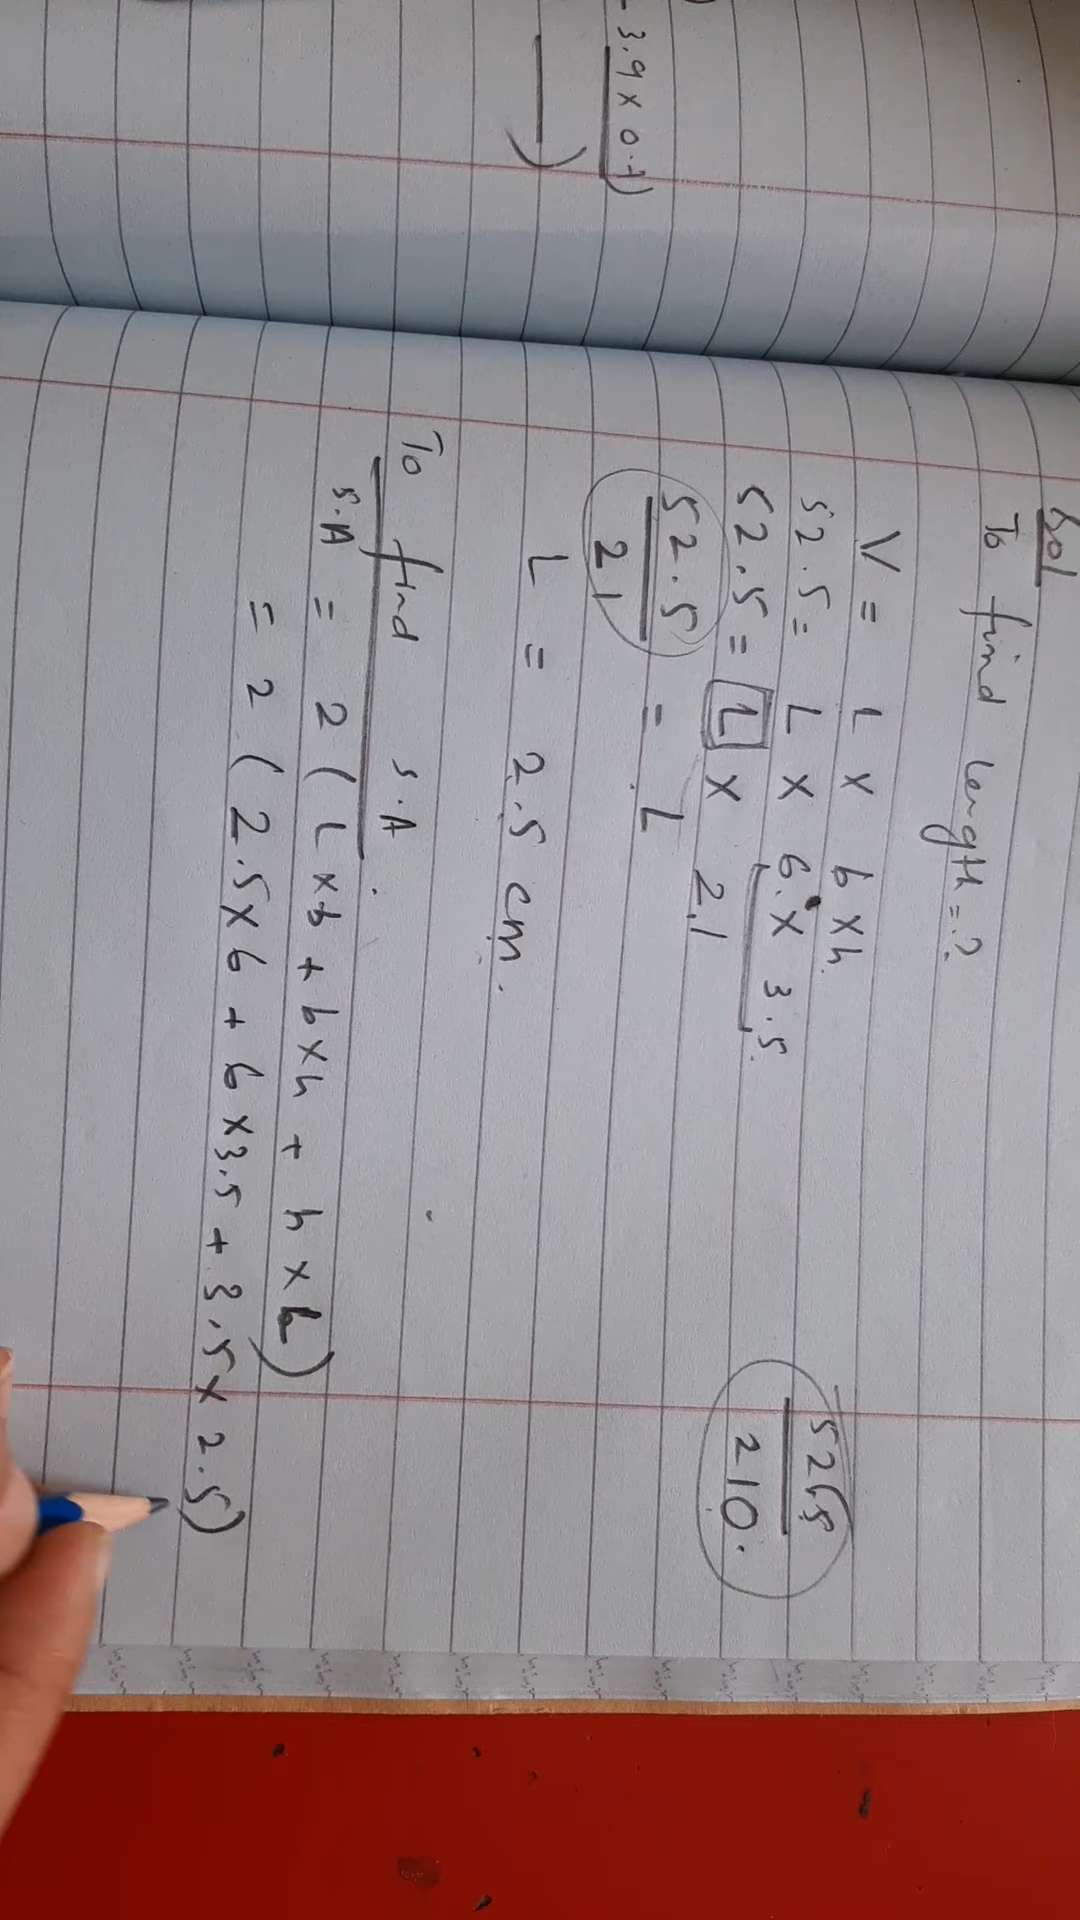 - 3.9 x 0.7)
Sol
To find length = ?
V = L x b x h
52.5 = L x 6 x 3.5
52.5 = L x 21
52.5
21
= L
525
210
L = 2.5 cm.
To find S.A
S.A = 2 ( L x b + b x h + h x L )
= 2 ( 2.5 x 6 + 6 x 3.5 + 3.5 x 2.5 )